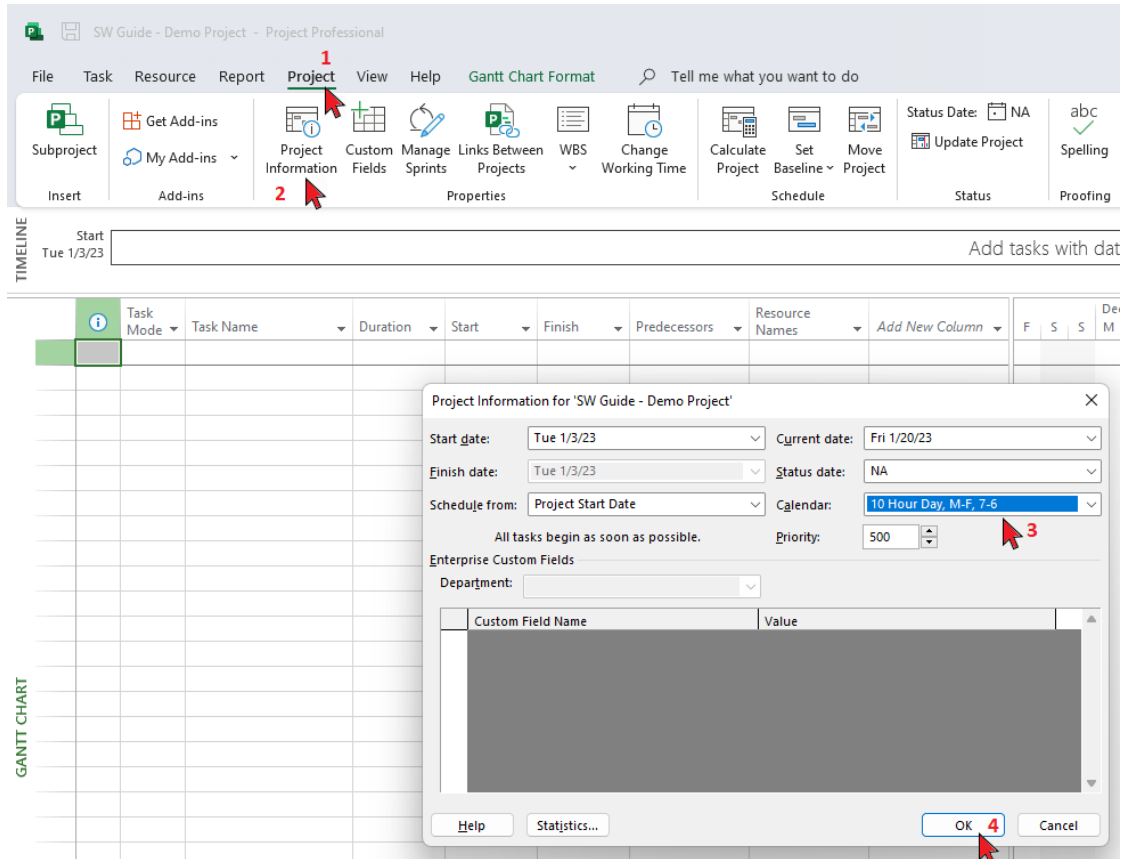 SW Guide - Demo Project - Project Professional
1
File Task Resource Report Project View Help Gantt Chart Format Tell me what you want to do
Subproject
Get Add-ins
My Add-ins
Project Information
Custom Fields
Manage Sprints
Links Between Projects
WBS
Change Working Time
Calculate Project
Set Baseline
Move Project
Status Date: NA
Update Project
abc
Spelling
2
Insert Add-ins Properties Schedule Status Proofing
TIMELINE
Start
Tue 1/3/23
Add tasks with dat
Task Mode
Task Name
Duration
Start
Finish
Predecessors
Resource Names
Add New Column
Dec
F S S M
GANTT CHART
Project Information for 'SW Guide - Demo Project'
Start date: Tue 1/3/23 Current date: Fri 1/20/23
Finish date: Tue 1/3/23 Status date: NA
Schedule from: Project Start Date Calendar: 10 Hour Day, M-F, 7-6
3
All tasks begin as soon as possible. Priority: 500
Enterprise Custom Fields
Department:
Custom Field Name Value
Help Statistics... OK 4 Cancel